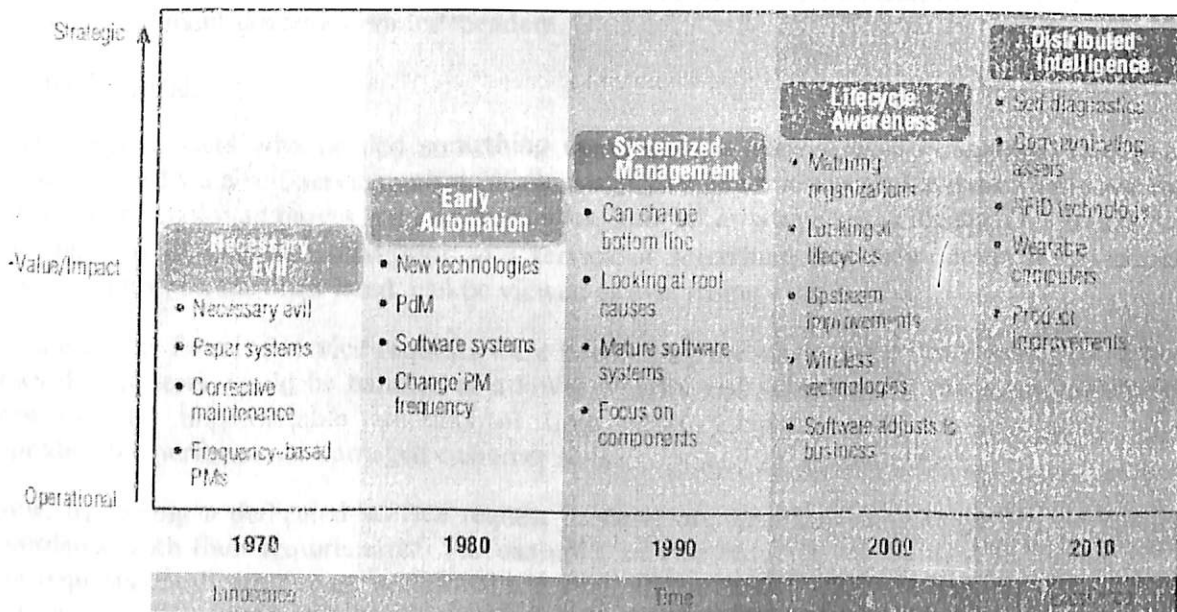 Strategic
Value/Impact
Operational
Necessary
Evil
• Necessary evil
• Paper systems
• Corrective
maintenance
• Frequency-based
PMs
Early
Automation
• New technologies
• PdM
• Software systems
• Change PM
frequency
Systemized
Management
• Can change
bottom line
• Looking at root
causes
• Mature software
systems
• Focus on
components
Lifecycle
Awareness
• Maturing
organizations
• Looking at
lifecycles
• Upstream
improvements
• Wireless
technologies
• Software adjusts to
business
Distributed
Intelligence
• Self diagnostics
• Communicating
assets
• RFID technology
• Wearable
computers
• Product
improvements
1970
1980
1990
2000
2010
Innocence
Time